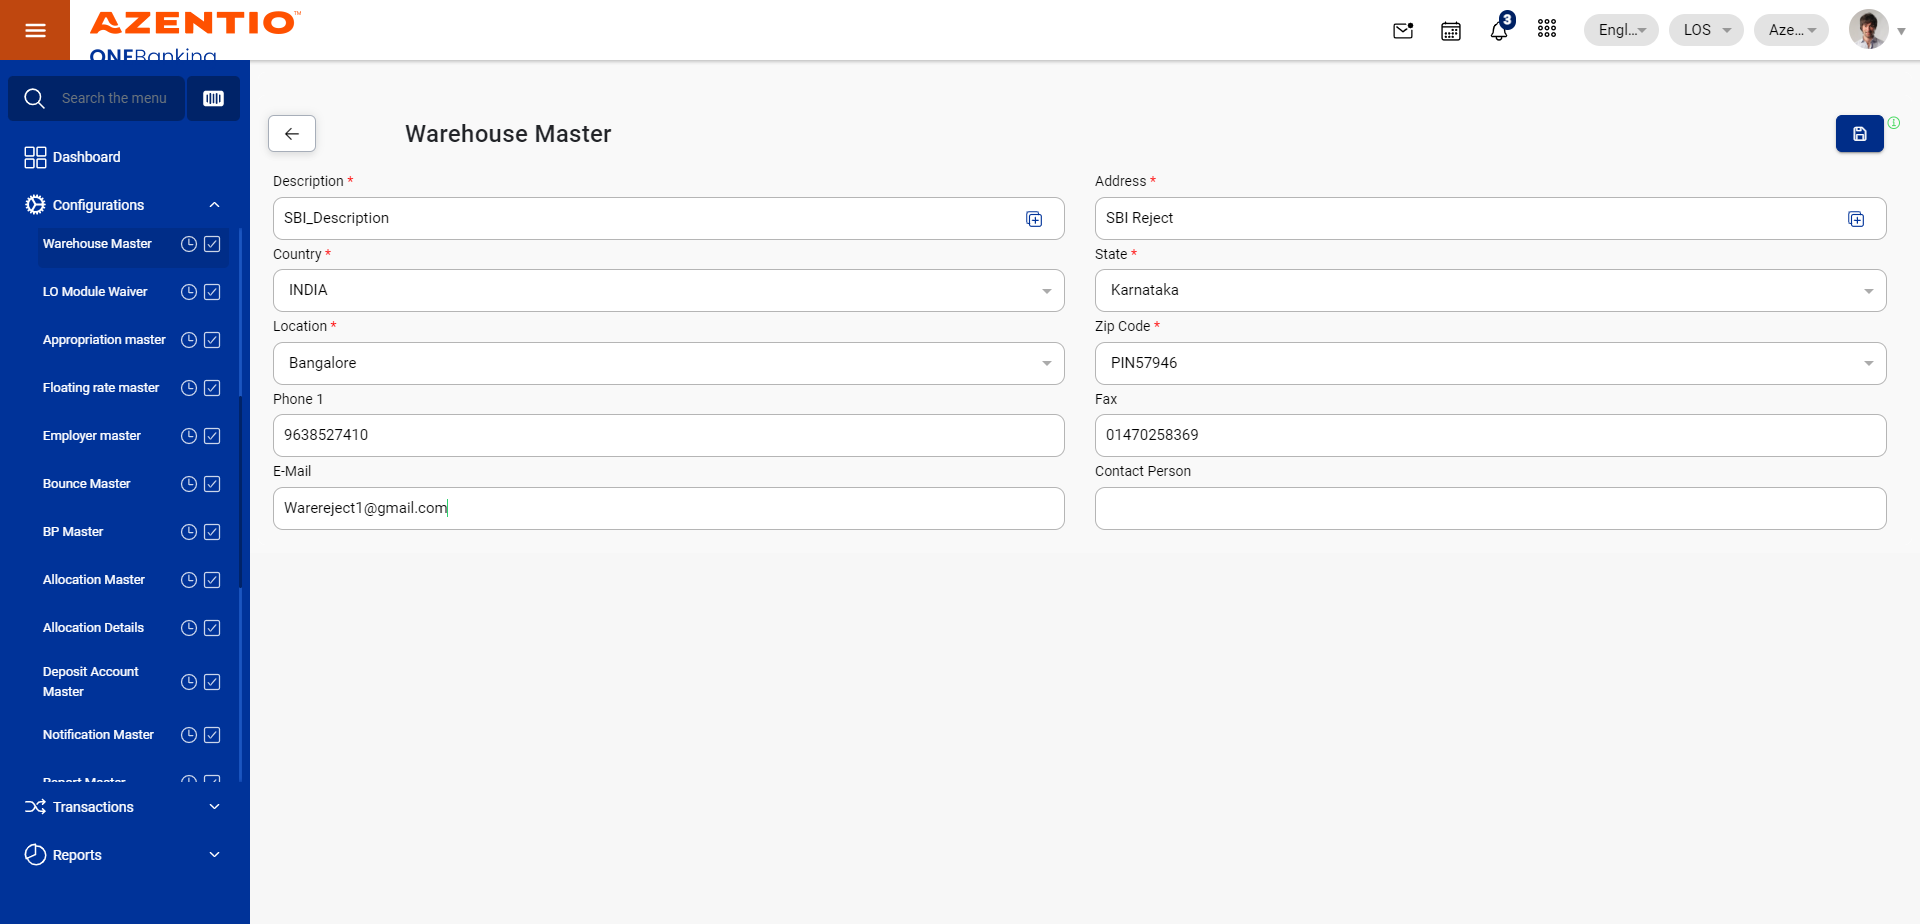 AZENTIO™
ONEBanking
3
Engl...
LOS
Aze...
Search the menu
Dashboard
Configurations
Warehouse Master
LO Module Waiver
Appropriation master
Floating rate master
Employer master
Bounce Master
BP Master
Allocation Master
Allocation Details
Deposit Account
Master
Notification Master
Report Master
Transactions
Reports
Warehouse Master
Description *
SBI_Description
Address *
SBI Reject
Country *
INDIA
State *
Karnataka
Location *
Bangalore
Zip Code *
PIN57946
Phone 1
9638527410
Fax
01470258369
E-Mail
Warereject1@gmail.com
Contact Person